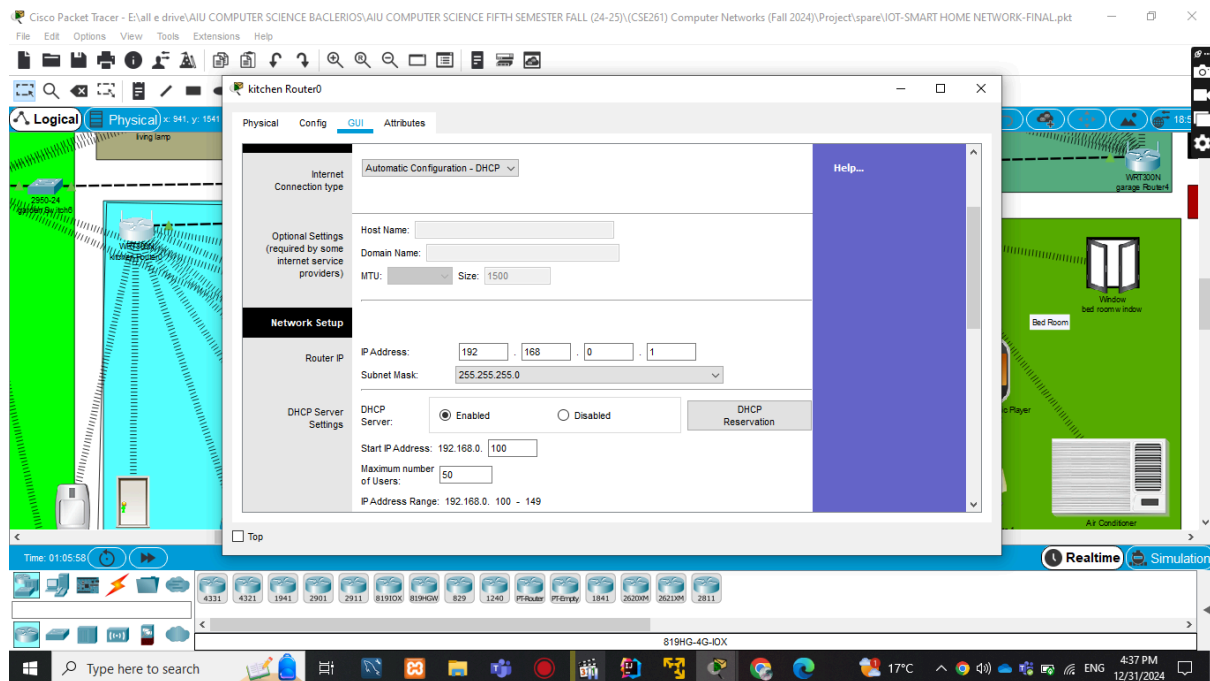 Cisco Packet Tracer - E:\all e drive\AIU COMPUTER SCIENCE BACLERIOS\AIU COMPUTER SCIENCE FIFTH SEMESTER FALL (24-25)\(CSE261) Computer Networks (Fall 2024)\Project\spare\IOT-SMART HOME NETWORK-FINAL.pkt
File Edit Options View Tools Extensions Help
kitchen Router0
Logical
Physical
x: 941, y: 1541
Physical Config GUI Attributes
18:5
living lamp
Internet Connection type
Automatic Configuration - DHCP
Help...
WRT300N
garage Router4
2950-24
Optional Settings (required by some internet service providers)
Host Name:
Domain Name:
MTU: Size: 1500
Window
bed room window
Bed Room
Network Setup
Router IP
IP Address: 192 . 168 . 0 . 1
Subnet Mask: 255.255.255.0
DHCP Server Settings
DHCP Server: Enabled Disabled
DHCP Reservation
Start IP Address: 192.168.0. 100
Maximum number of Users: 50
IP Address Range: 192.168.0. 100 - 149
Player
Air Conditioner
Top
Time: 01:05:58
Realtime
Simulation
4331 4321 1941 2901 2911 819IOX 819HGW 829 1240 PT-Router PT-Empty 1841 2620XM 2621XM 2811
819HG-4G-IOX
Type here to search
17°C
ENG
4:37 PM
12/31/2024